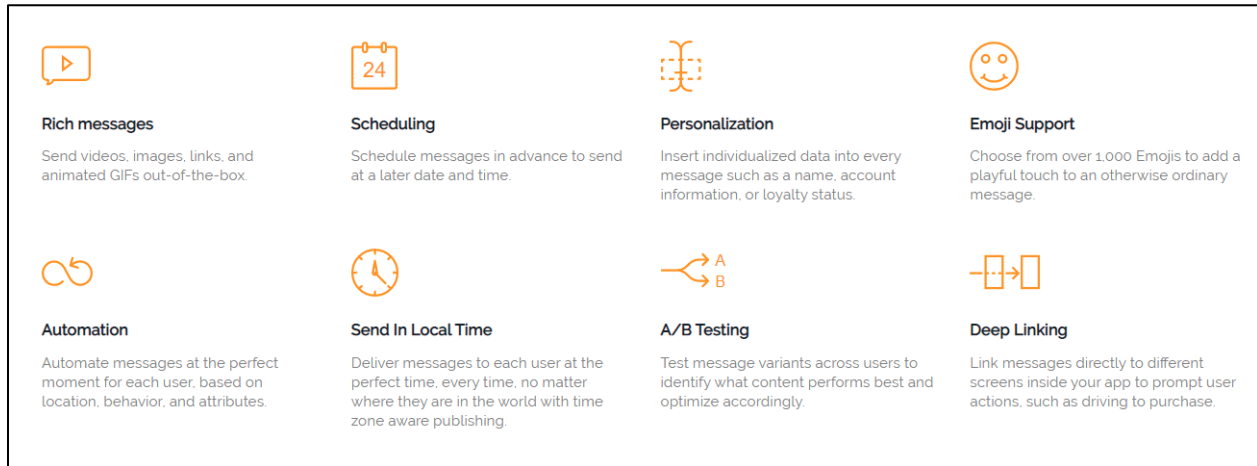 24
Rich messages
Send videos, images, links, and
animated GIFs out-of-the-box.
Scheduling
Schedule messages in advance to send
at a later date and time.
Personalization
Insert individualized data into every
message such as a name, account
information, or loyalty status.
Emoji Support
Choose from over 1,000 Emojis to add a
playful touch to an otherwise ordinary
message.
Automation
Automate messages at the perfect
moment for each user, based on
location, behavior, and attributes.
Send In Local Time
Deliver messages to each user at the
perfect time, every time, no matter
where they are in the world with time
zone aware publishing.
A
B
A/B Testing
Test message variants across users to
identify what content performs best and
optimize accordingly.
Deep Linking
Link messages directly to different
screens inside your app to prompt user
actions, such as driving to purchase.